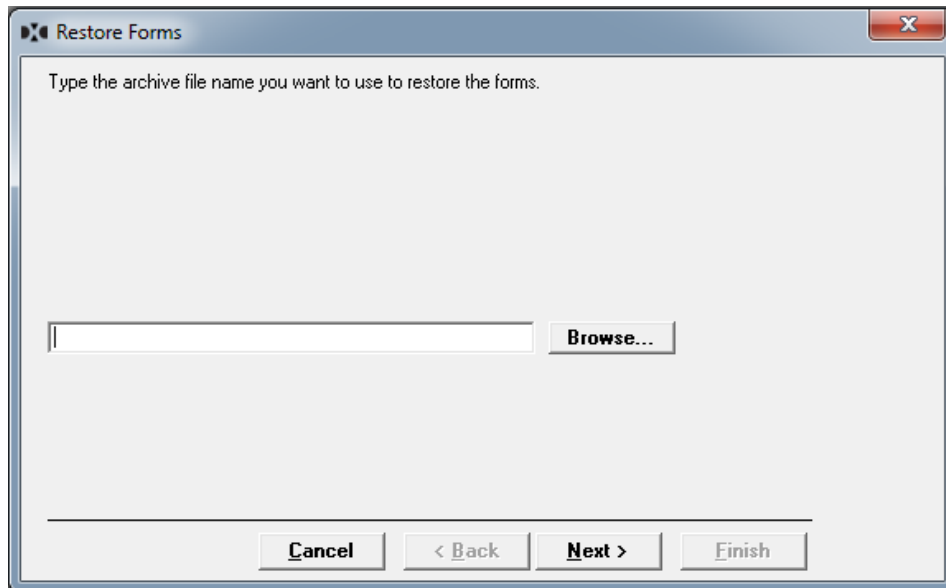 Restore Forms
Type the archive file name you want to use to restore the forms.
Browse...
Cancel < Back Next > Finish